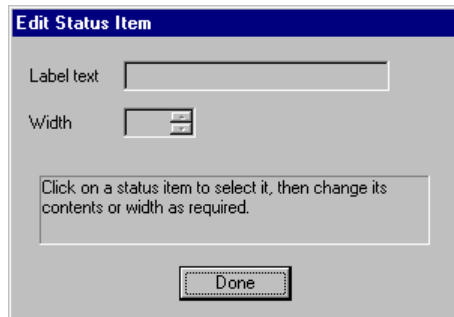 Edit Status Item
Label text
Width
Click on a status item to select it, then change its
contents or width as required.
Done